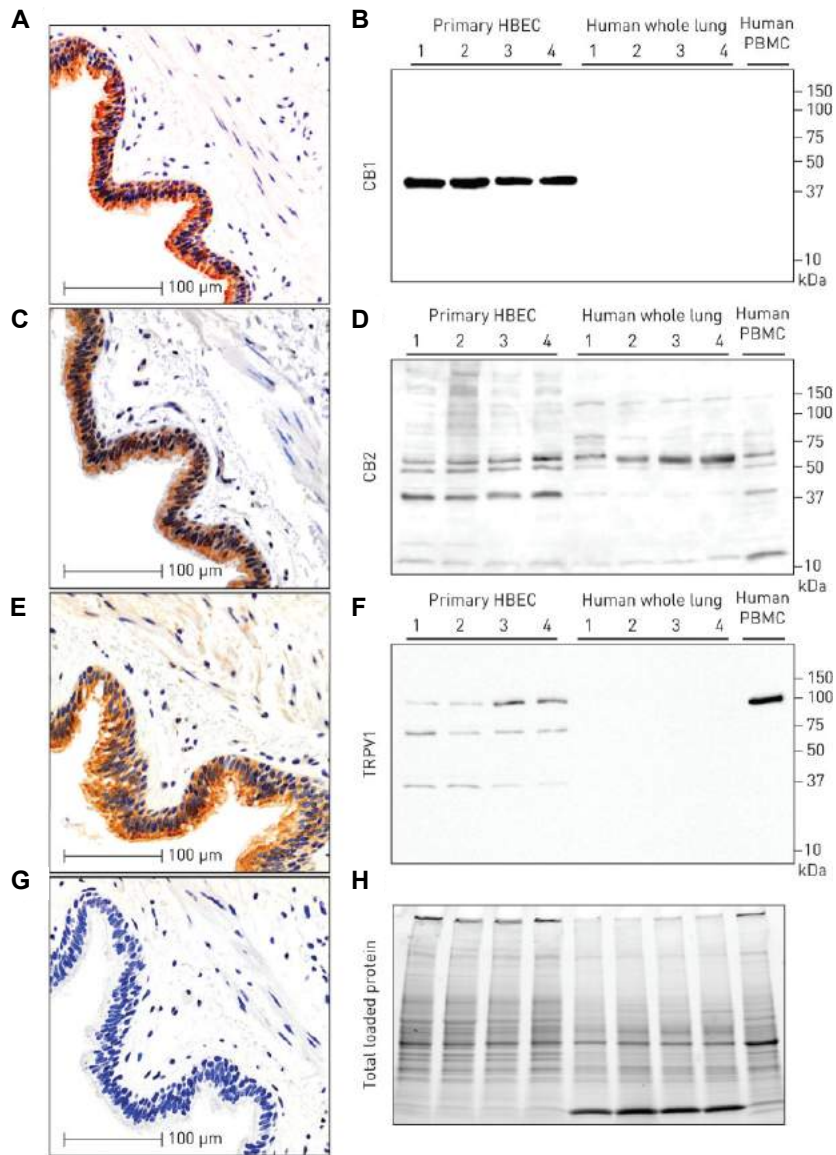 A
100 µm
B
Primary HBEC Human whole lung Human PBMC
1 2 3 4 1 2 3 4
CB1
150
100
75
50
37
10
kDa
C
100 µm
D
Primary HBEC Human whole lung Human PBMC
1 2 3 4 1 2 3 4
CB2
150
100
75
50
37
10
kDa
E
100 µm
F
Primary HBEC Human whole lung Human PBMC
1 2 3 4 1 2 3 4
TRPV1
150
100
75
50
37
10
kDa
G
100 µm
H
Total loaded protein